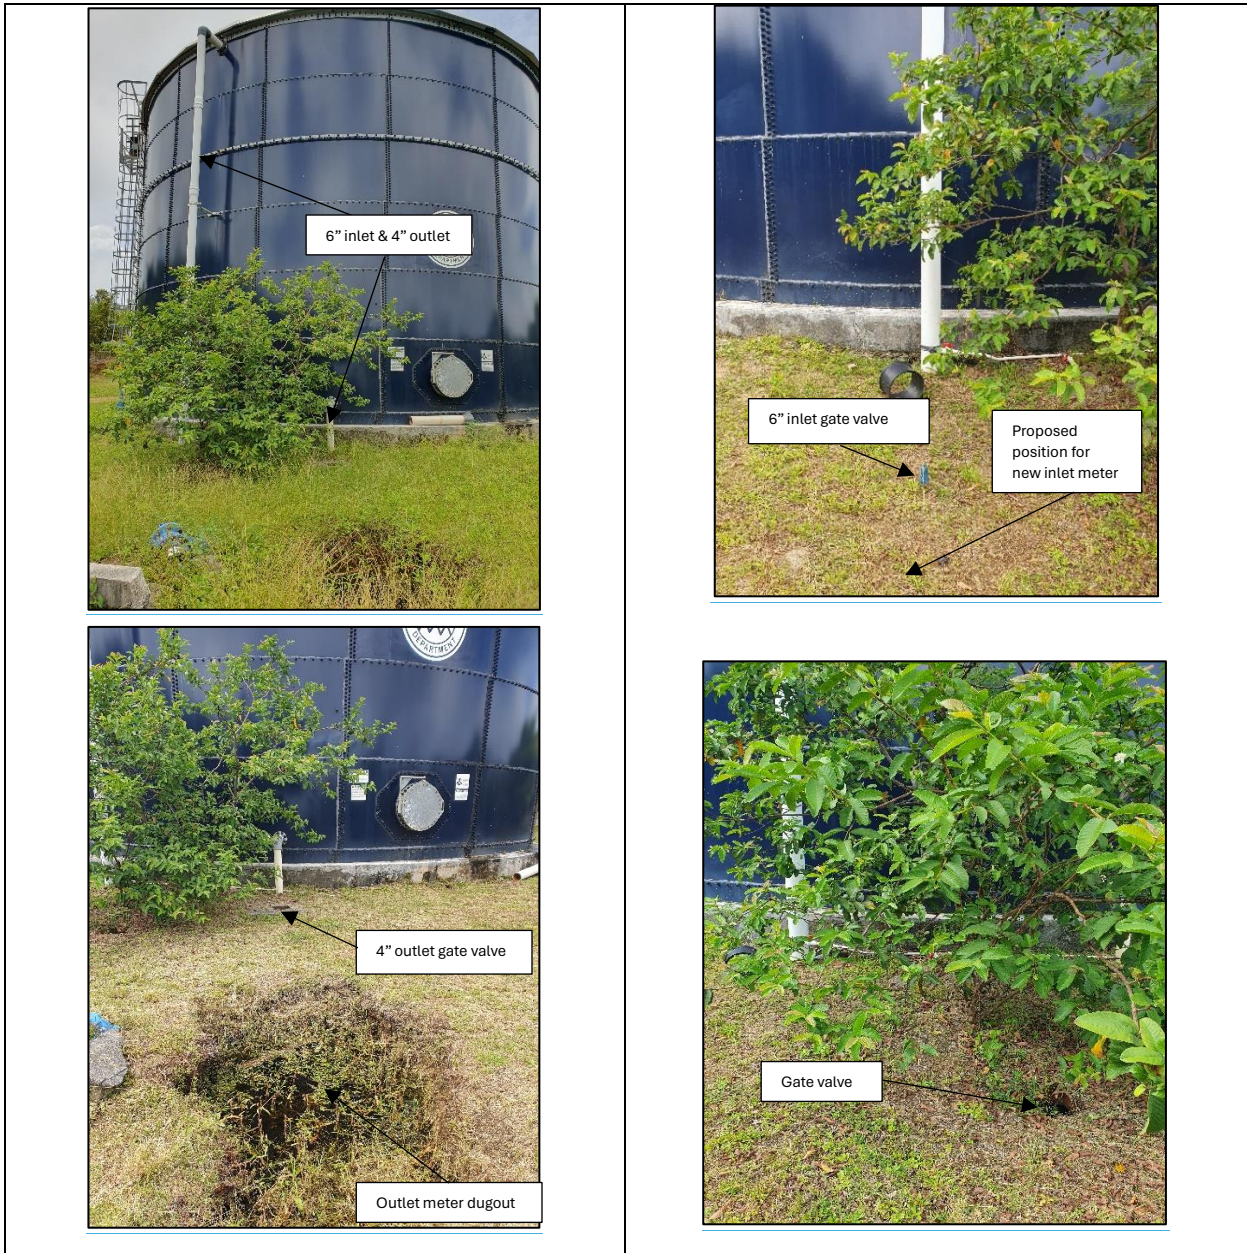 6” inlet & 4” outlet
6” inlet gate valve
Proposed
position for
new inlet meter
DEPARTMENT
4” outlet gate valve
Outlet meter dugout
Gate valve